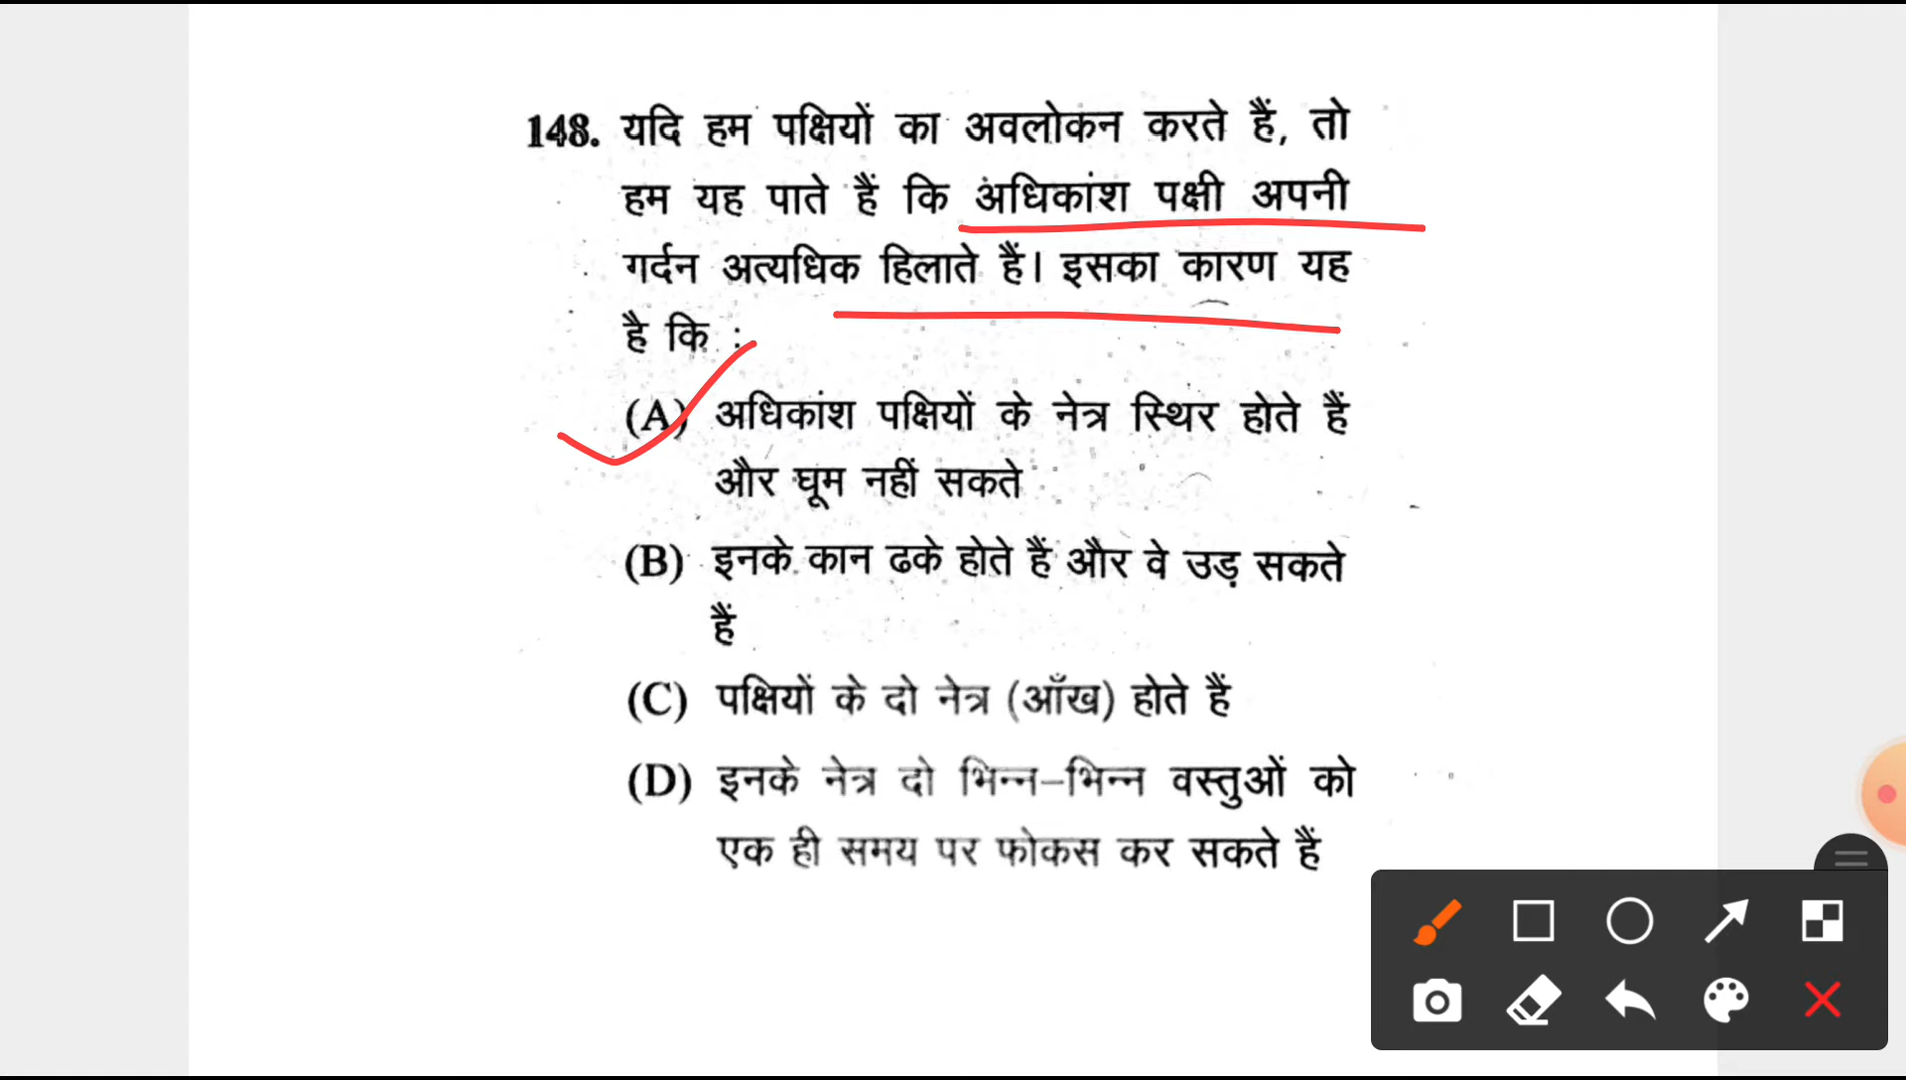 148. यदि हम पक्षियों का अवलोकन करते हैं, तो
हम यह पाते हैं कि अधिकांश पक्षी अपनी
गर्दन अत्यधिक हिलाते हैं। इसका कारण यह
है कि :
(A) अधिकांश पक्षियों के नेत्र स्थिर होते हैं
और घूम नहीं सकते
(B) इनके कान ढके होते हैं और वे उड़ सकते
हैं
(C) पक्षियों के दो नेत्र (आँख) होते हैं
(D) इनके नेत्र दो भिन्न-भिन्न वस्तुओं को
एक ही समय पर फोकस कर सकते हैं